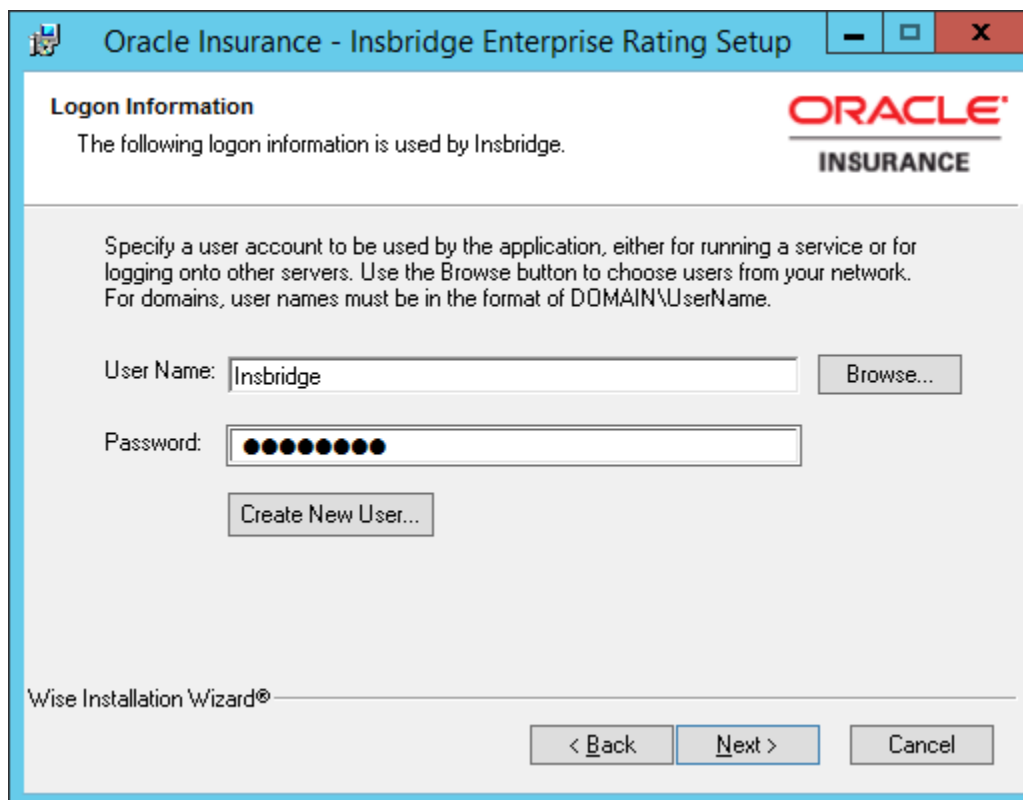 Oracle Insurance - Insbridge Enterprise Rating Setup
Logon Information
The following logon information is used by Insbridge.
ORACLE
INSURANCE
Specify a user account to be used by the application, either for running a service or for
logging onto other servers. Use the Browse button to choose users from your network.
For domains, user names must be in the format of DOMAIN\UserName.
User Name: Insbridge Browse...
Password: ●●●●●●●●
Create New User...
Wise Installation Wizard®
< Back Next > Cancel